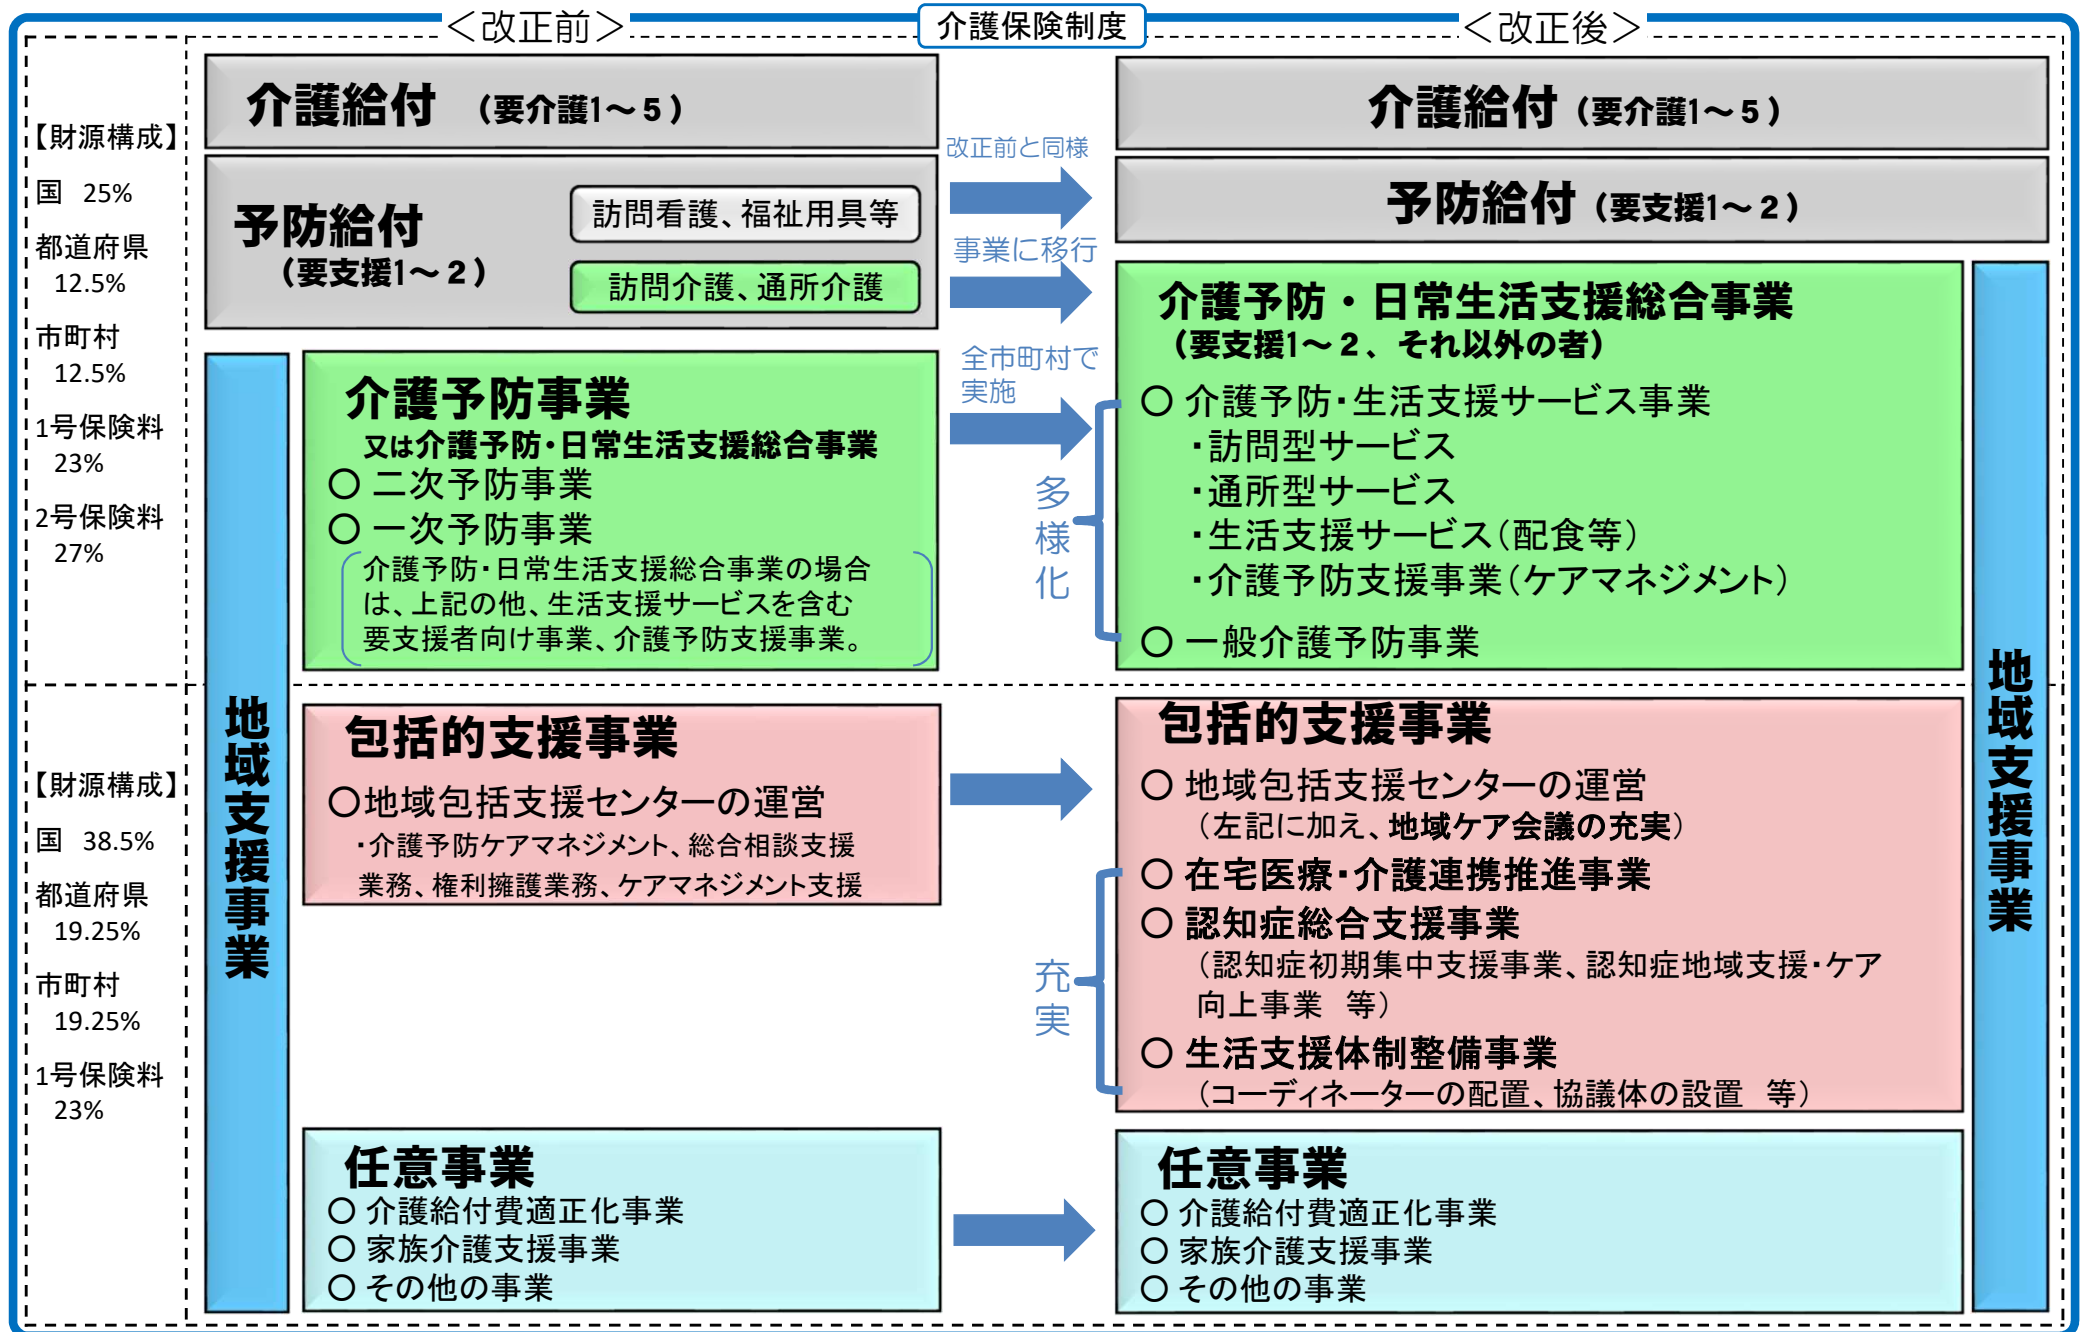 ＜改正前＞
介護保険制度
＜改正後＞
【財源構成】
国 25%
都道府県
12.5%
市町村
12.5%
1号保険料
23%
2号保険料
27%
【財源構成】
国 38.5%
都道府県
19.25%
市町村
19.25%
1号保険料
23%
介護給付 （要介護1～５）
予防給付
（要支援1～２）
訪問看護、福祉用具等
訪問介護、通所介護
地域支援事業
介護予防事業
又は介護予防・日常生活支援総合事業
○ 二次予防事業
○ 一次予防事業
介護予防・日常生活支援総合事業の場合
は、上記の他、生活支援サービスを含む
要支援者向け事業、介護予防支援事業。
包括的支援事業
○地域包括支援センターの運営
・介護予防ケアマネジメント、総合相談支援
業務、権利擁護業務、ケアマネジメント支援
任意事業
○ 介護給付費適正化事業
○ 家族介護支援事業
○ その他の事業
改正前と同様
事業に移行
全市町村で
実施
多様化
充実
介護給付（要介護1～５）
予防給付（要支援1～２）
介護予防・日常生活支援総合事業
（要支援1～２、それ以外の者）
○ 介護予防・生活支援サービス事業
・訪問型サービス
・通所型サービス
・生活支援サービス（配食等）
・介護予防支援事業（ケアマネジメント）
○ 一般介護予防事業
包括的支援事業
○ 地域包括支援センターの運営
（左記に加え、地域ケア会議の充実）
○ 在宅医療・介護連携推進事業
○ 認知症総合支援事業
（認知症初期集中支援事業、認知症地域支援・ケア
向上事業 等）
○ 生活支援体制整備事業
（コーディネーターの配置、協議体の設置 等）
任意事業
○ 介護給付費適正化事業
○ 家族介護支援事業
○ その他の事業
地域支援事業